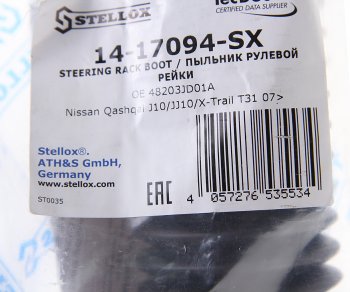 STELLOX
CERTIFIED DATA SUPPLIER
14-17094-SX
STEERING RACK BOOT / ПЫЛЬНИК РУЛЕВОЙ
РЕЙКИ
OE 48203JD01A
Nissan Qashqai J10/JJ10/X-Trail T31 07>
Stellox®.
ATH&S GmbH,
Germany
www.stellox.com
ST0035
EAC
4 057276 535534